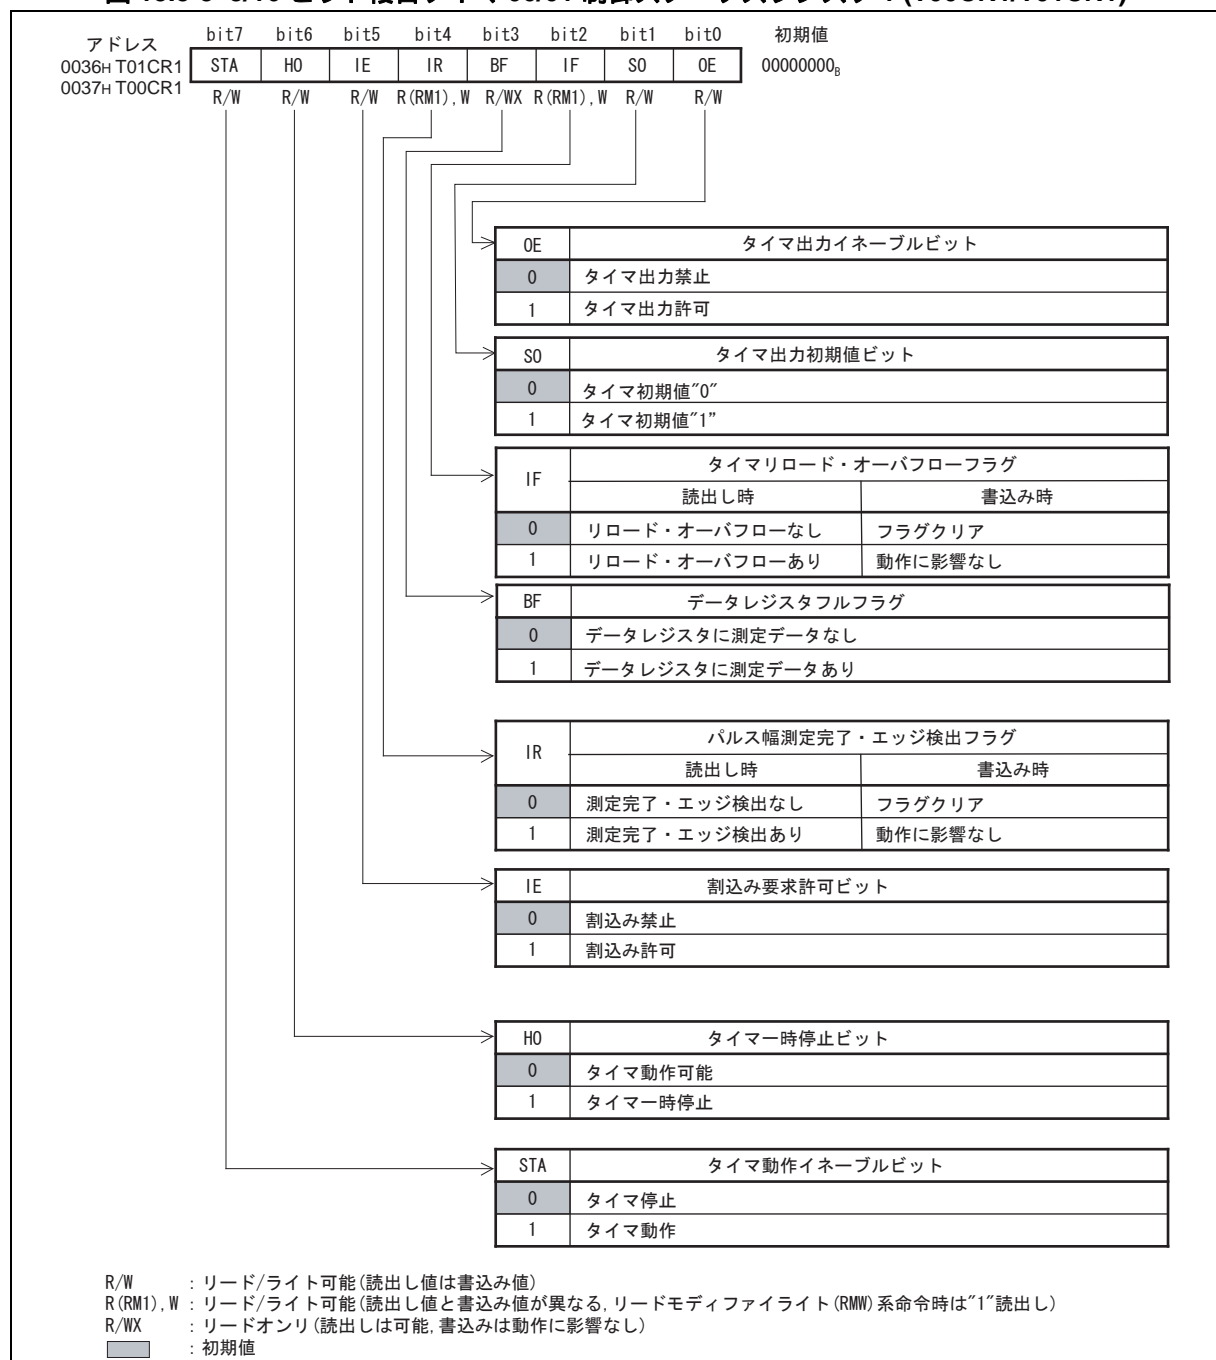 アドレス bit7 bit6 bit5 bit4 bit3 bit2 bit1 bit0 初期値
0036H T01CR1 STA HO IE IR BF IF SO OE 00000000B
0037H T00CR1 R/W R/W R/W R(RM1),W R/WX R(RM1),W R/W R/W
OE タイマ出力イネーブルビット
0 タイマ出力禁止
1 タイマ出力許可
SO タイマ出力初期値ビット
0 タイマ初期値"0"
1 タイマ初期値"1"
IF タイマリロード・オーバフローフラグ
読出し時 書込み時
0 リロード・オーバフローなし フラグクリア
1 リロード・オーバフローあり 動作に影響なし
BF データレジスタフルフラグ
0 データレジスタに測定データなし
1 データレジスタに測定データあり
IR パルス幅測定完了・エッジ検出フラグ
読出し時 書込み時
0 測定完了・エッジ検出なし フラグクリア
1 測定完了・エッジ検出あり 動作に影響なし
IE 割込み要求許可ビット
0 割込み禁止
1 割込み許可
HO タイマ一時停止ビット
0 タイマ動作可能
1 タイマ一時停止
STA タイマ動作イネーブルビット
0 タイマ停止
1 タイマ動作
R/W : リード/ライト可能(読出し値は書込み値)
R(RM1),W : リード/ライト可能(読出し値と書込み値が異なる,リードモディファイライト(RMW)系命令時は"1"読出し)
R/WX : リードオンリ(読出しは可能,書込みは動作に影響なし)
: 初期値